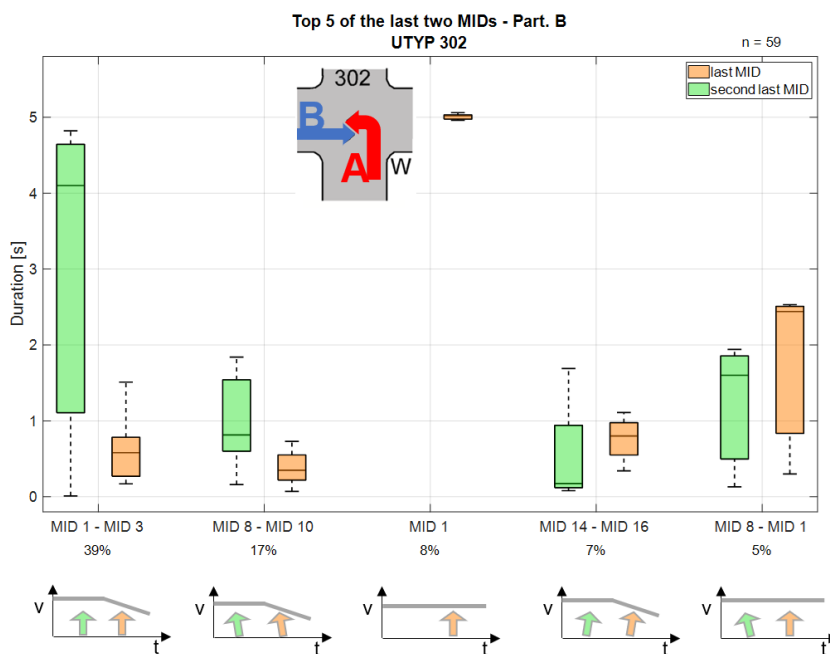 Top 5 of the last two MIDs - Part. B
UTYP 302
n = 59
last MID
second last MID
302
B
A
W
Duration [s]
5
4
3
2
1
0
MID 1 - MID 3
MID 8 - MID 10
MID 1
MID 14 - MID 16
MID 8 - MID 1
39%
17%
8%
7%
5%
v
t
v
t
v
t
v
t
v
t